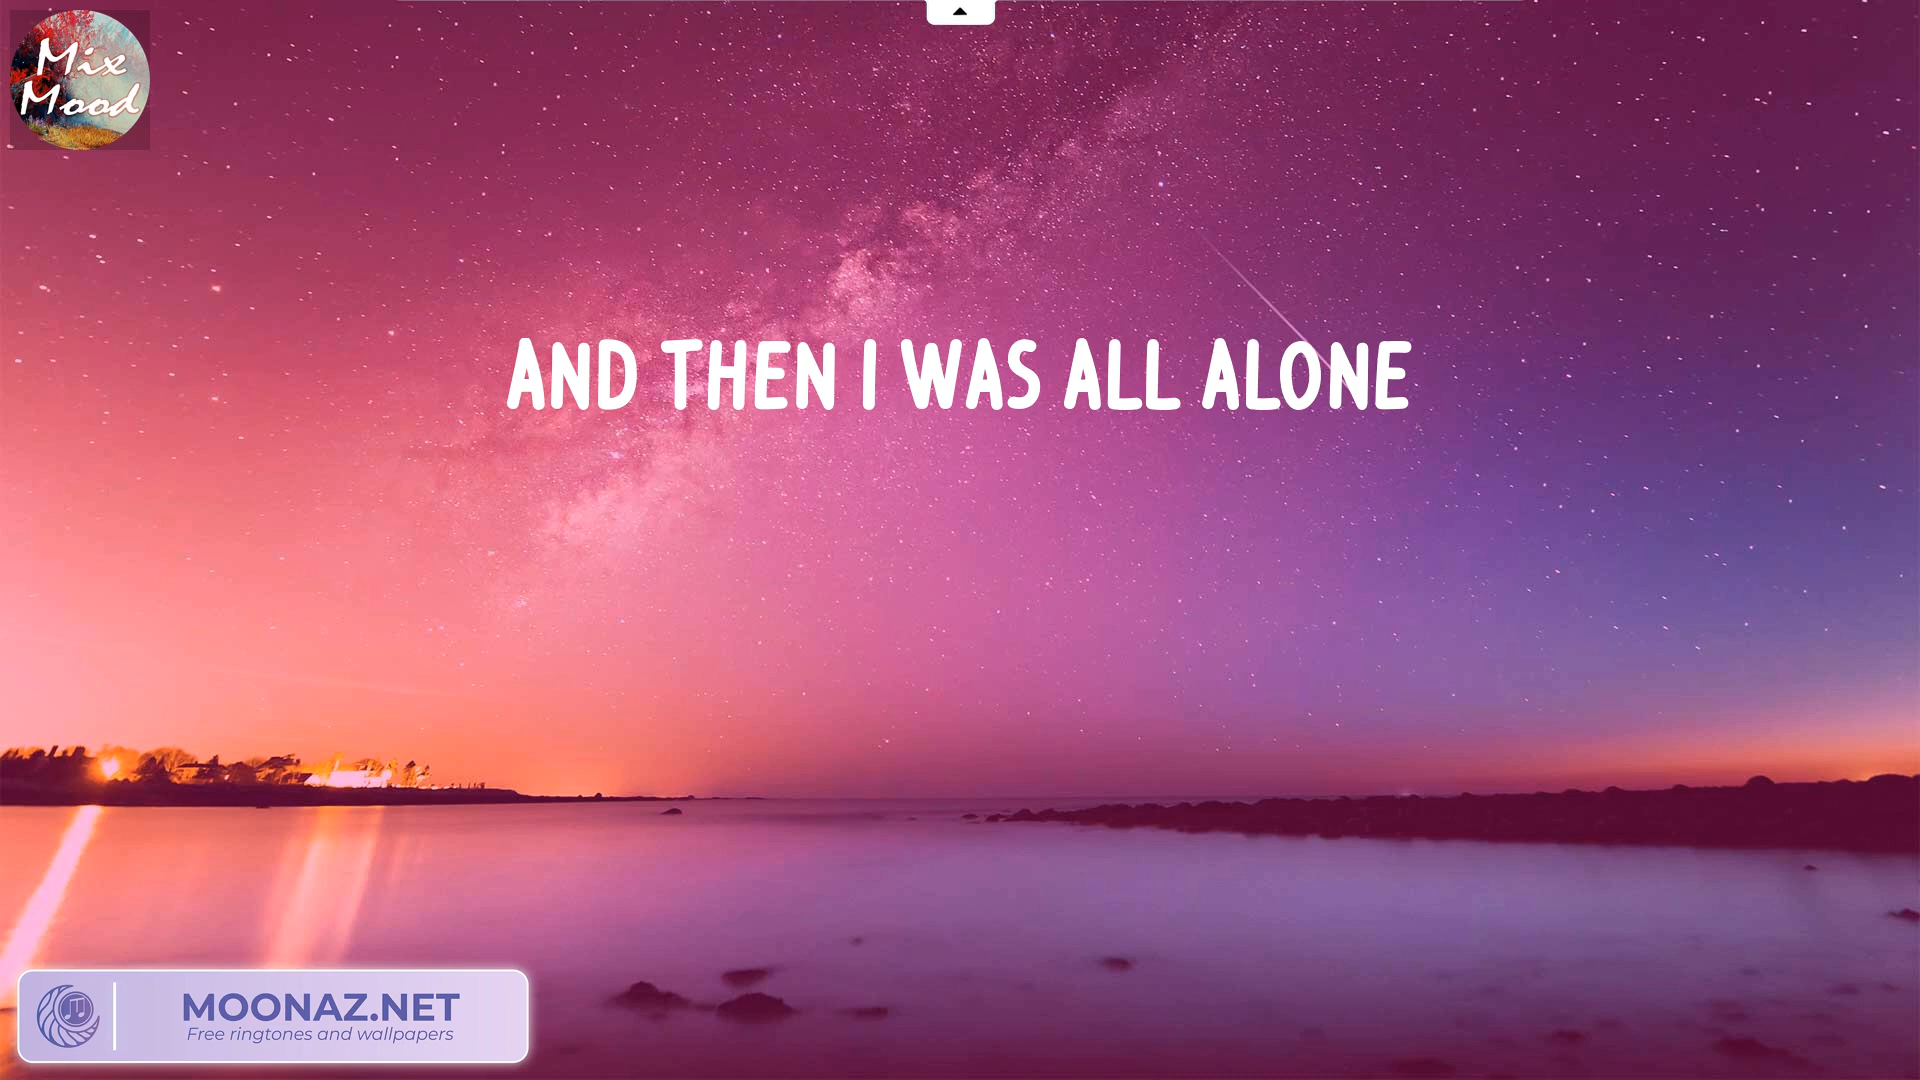 Mix
Mood
AND THEN I WAS ALL ALONE
MOONAZ.NET
Free ringtones and wallpapers